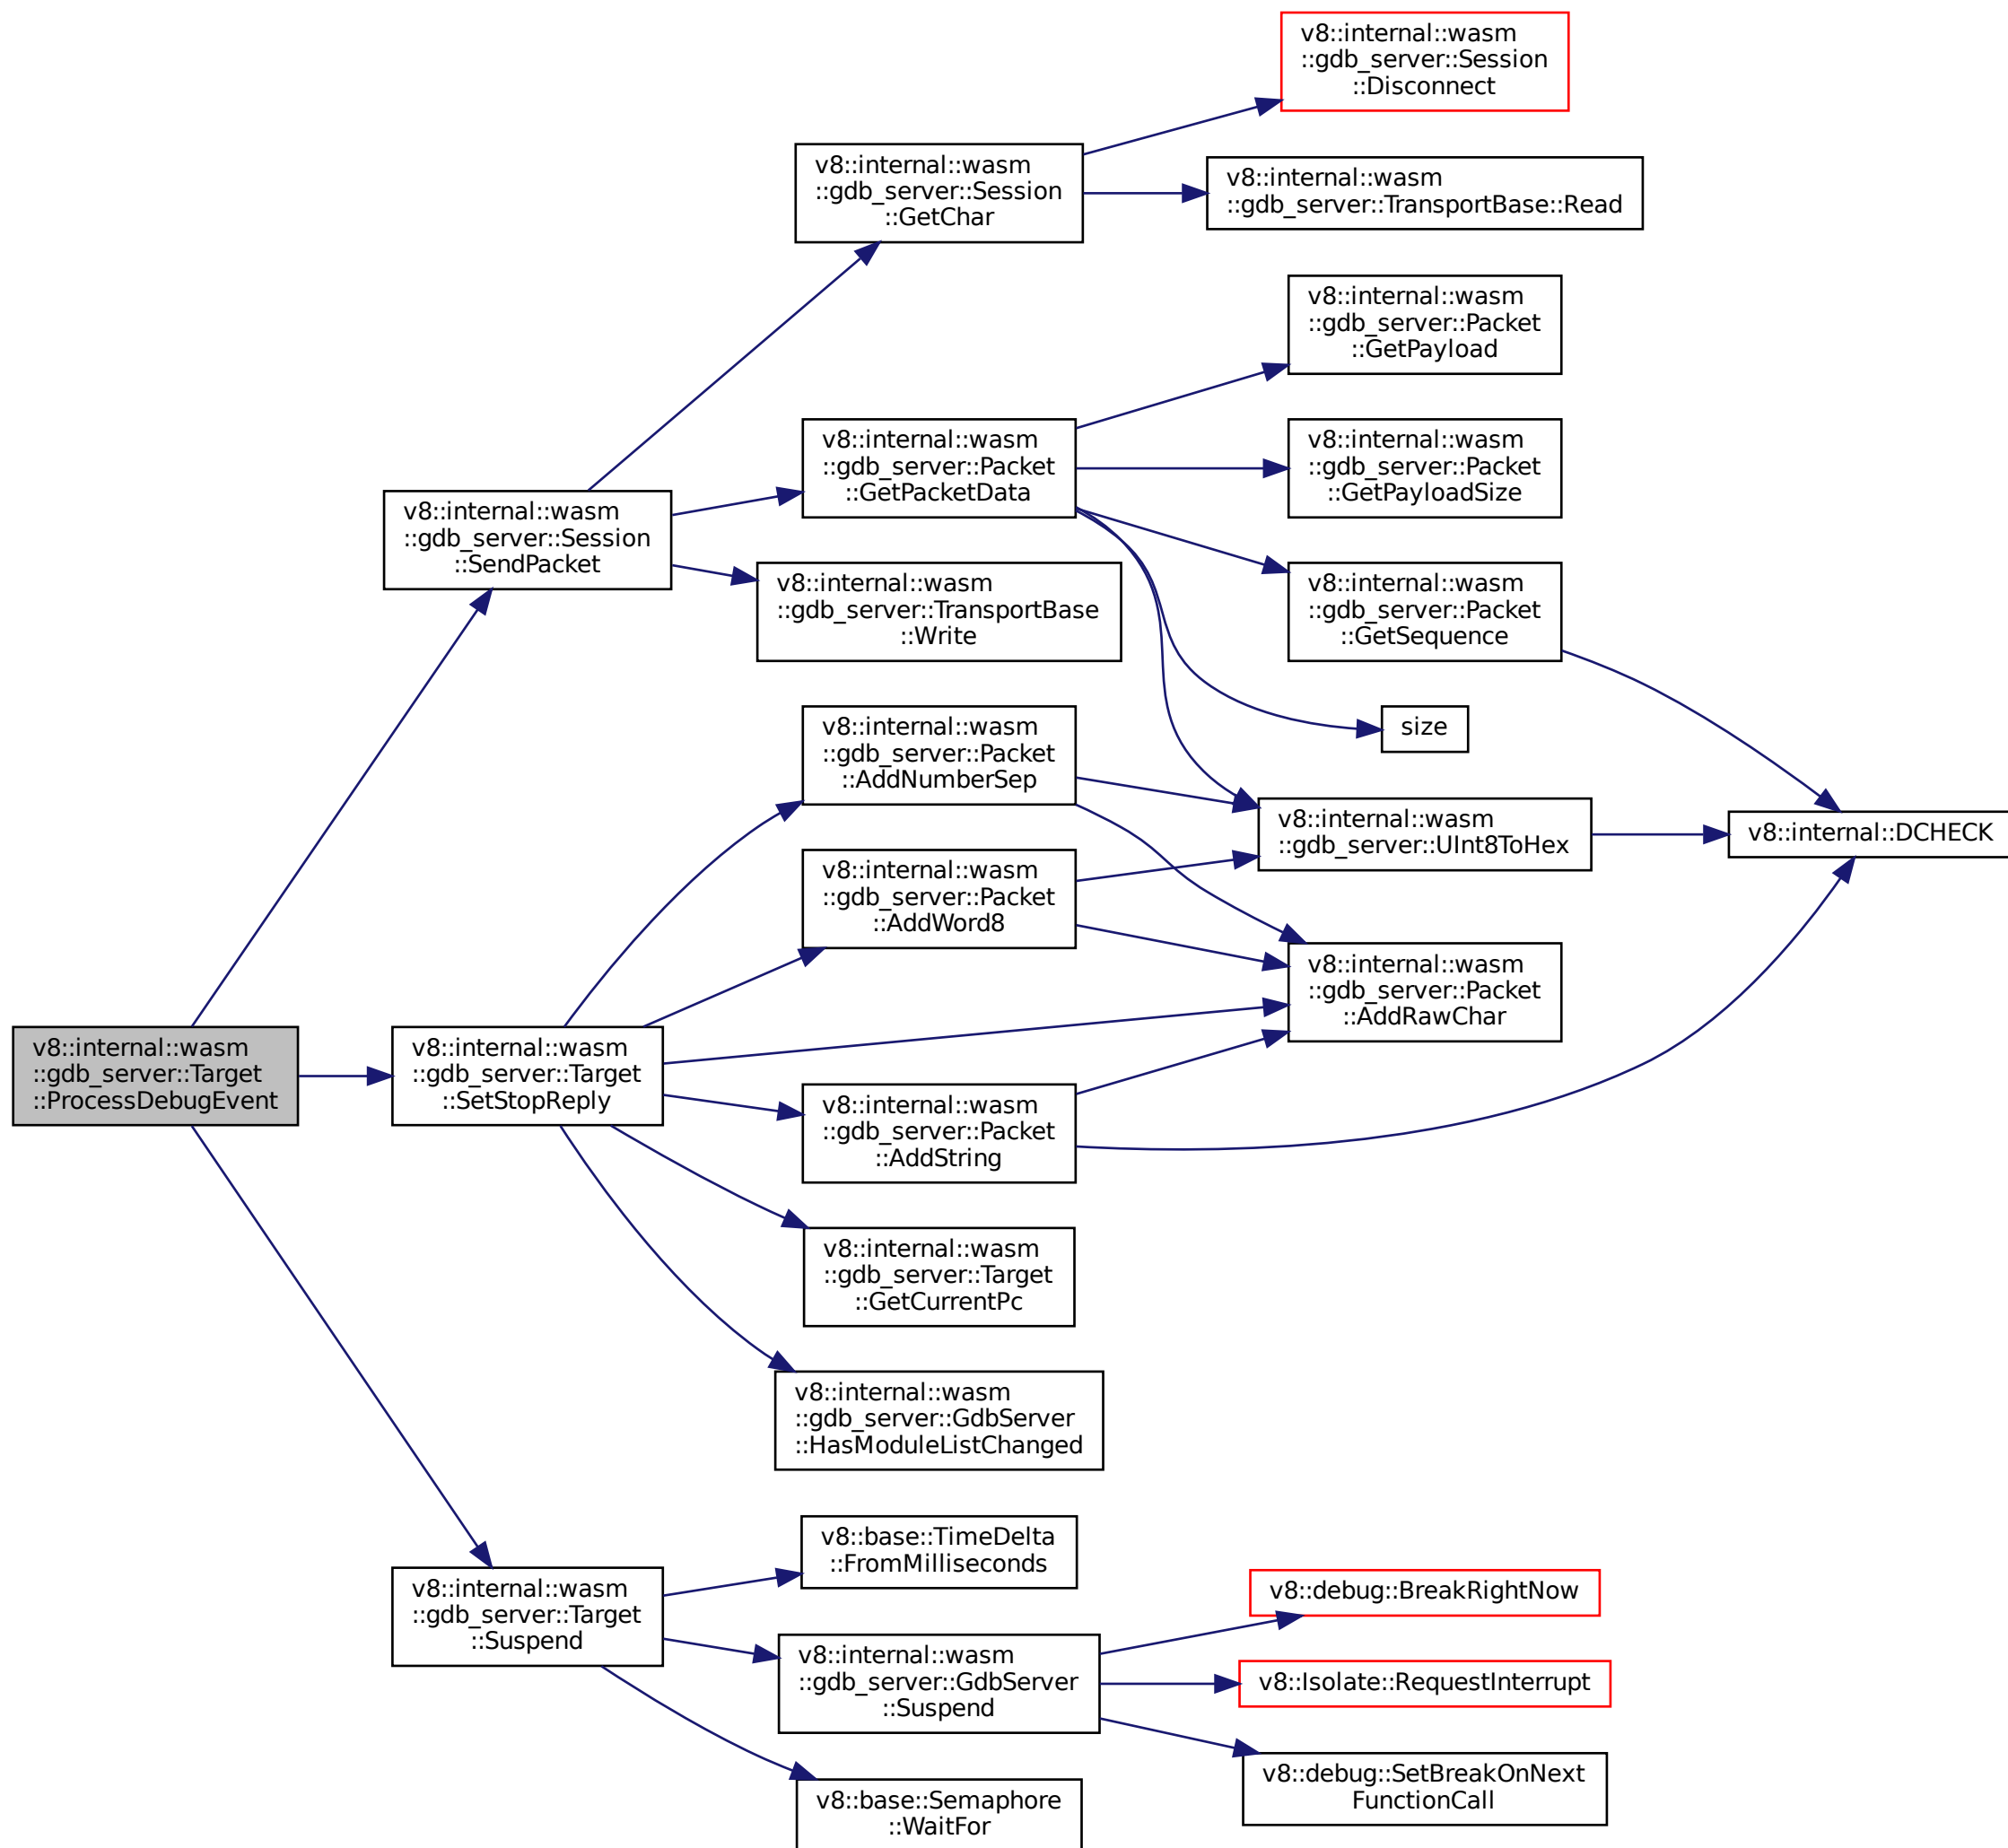 v8::internal::wasm
::gdb_server::Target
::ProcessDebugEvent
v8::internal::wasm
::gdb_server::Session
::SendPacket
v8::internal::wasm
::gdb_server::Session
::GetChar
v8::internal::wasm
::gdb_server::Session
::Disconnect
v8::internal::wasm
::gdb_server::TransportBase::Read
v8::internal::wasm
::gdb_server::Packet
::GetPacketData
v8::internal::wasm
::gdb_server::Packet
::GetPayload
v8::internal::wasm
::gdb_server::Packet
::GetPayloadSize
v8::internal::wasm
::gdb_server::Packet
::GetSequence
size
v8::internal::wasm
::gdb_server::UInt8ToHex
v8::internal::DCHECK
v8::internal::wasm
::gdb_server::TransportBase
::Write
v8::internal::wasm
::gdb_server::Target
::SetStopReply
v8::internal::wasm
::gdb_server::Packet
::AddNumberSep
v8::internal::wasm
::gdb_server::Packet
::AddWord8
v8::internal::wasm
::gdb_server::Packet
::AddRawChar
v8::internal::wasm
::gdb_server::Packet
::AddString
v8::internal::wasm
::gdb_server::Target
::GetCurrentPc
v8::internal::wasm
::gdb_server::GdbServer
::HasModuleListChanged
v8::internal::wasm
::gdb_server::Target
::Suspend
v8::base::TimeDelta
::FromMilliseconds
v8::internal::wasm
::gdb_server::GdbServer
::Suspend
v8::debug::BreakRightNow
v8::Isolate::RequestInterrupt
v8::debug::SetBreakOnNext
FunctionCall
v8::base::Semaphore
::WaitFor